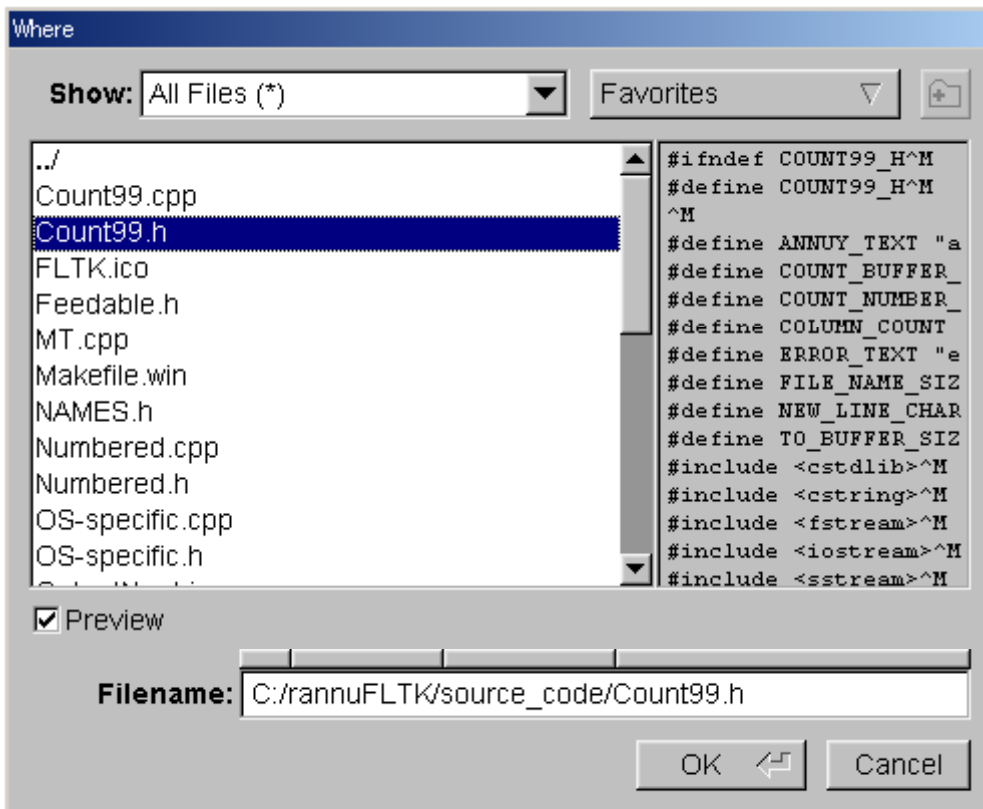 Where
Show: All Files (*) Favorites
../
Count99.cpp
Count99.h
FLTK.ico
Feedable.h
MT.cpp
Makefile.win
NAMES.h
Numbered.cpp
Numbered.h
OS-specific.cpp
OS-specific.h
#ifndef COUNT99_H^M
#define COUNT99_H^M
^M
#define ANNUY_TEXT "a
#define COUNT_BUFFER_
#define COUNT_NUMBER_
#define COLUMN_COUNT
#define ERROR_TEXT "e
#define FILE_NAME_SIZ
#define NEW_LINE_CHAR
#define TO_BUFFER_SIZ
#include <cstdlib>^M
#include <cstring>^M
#include <fstream>^M
#include <iostream>^M
#include <sstream>^M
Preview
Filename: C:/rannuFLTK/source_code/Count99.h
OK Cancel